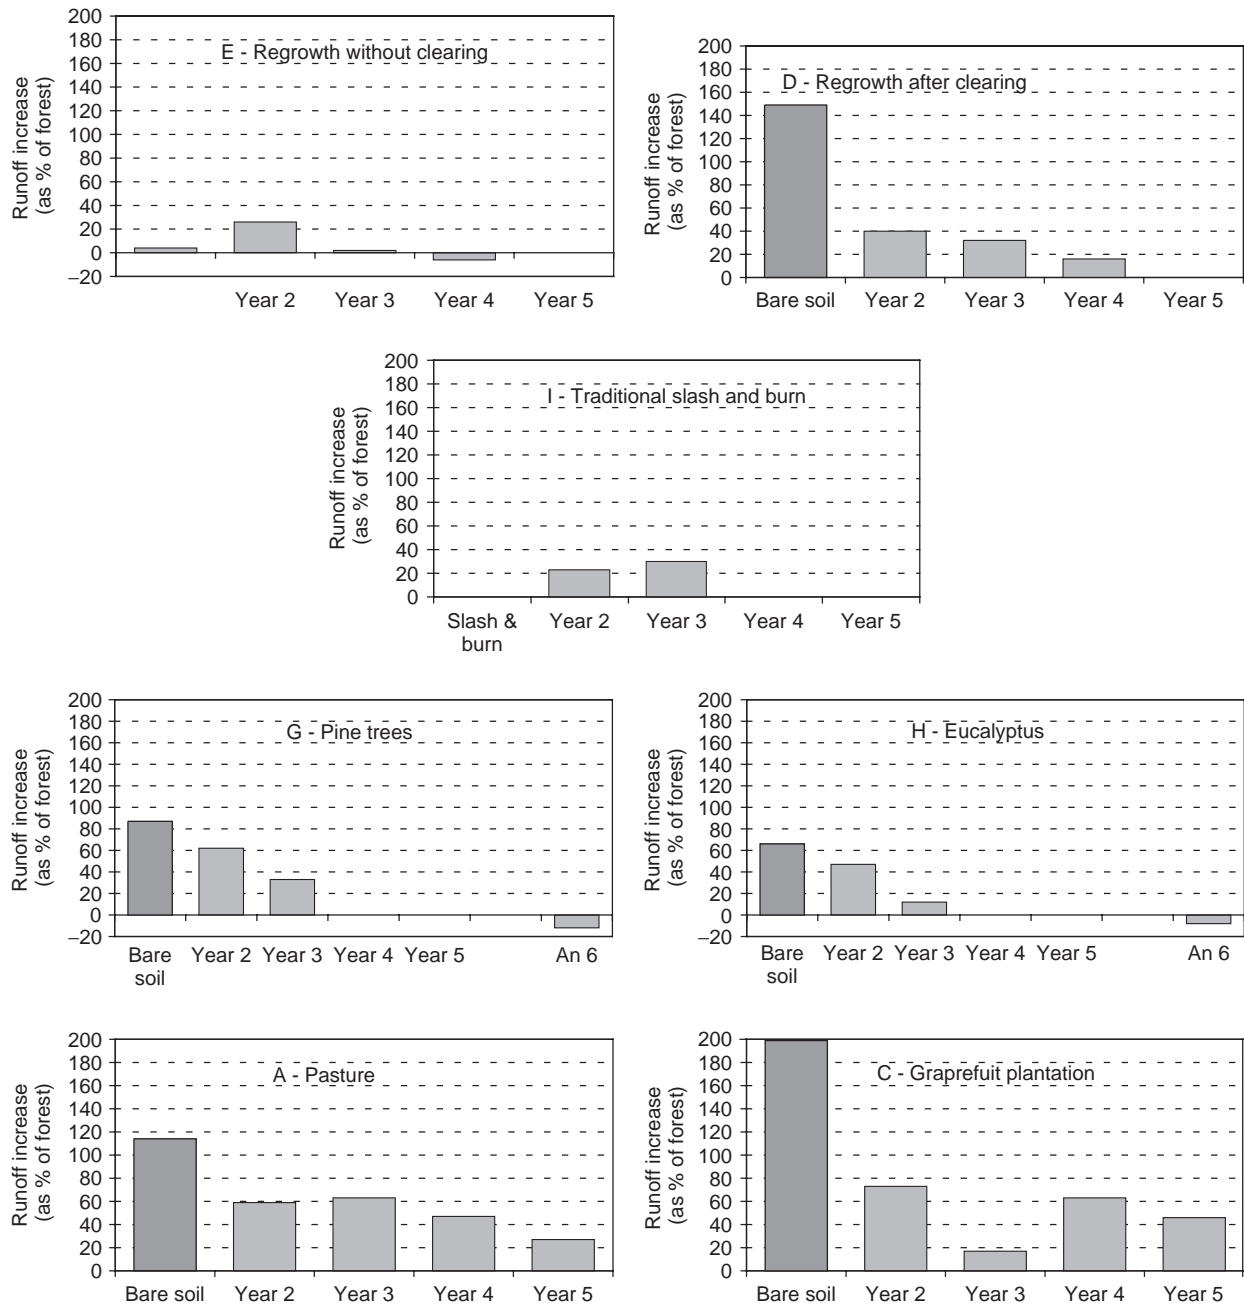 E - Regrowth without clearing
Runoff increase
(as % of forest)
200
180
160
140
120
100
80
60
40
20
0
–20
Year 2 Year 3 Year 4 Year 5
D - Regrowth after clearing
Runoff increase
(as % of forest)
200
180
160
140
120
100
80
60
40
20
0
Bare soil Year 2 Year 3 Year 4 Year 5
I - Traditional slash and burn
Runoff increase
(as % of forest)
200
180
160
140
120
100
80
60
40
20
0
Slash & Year 2 Year 3 Year 4 Year 5
burn
G - Pine trees
Runoff increase
(as % of forest)
200
180
160
140
120
100
80
60
40
20
0
–20
Bare Year 2 Year 3 Year 4 Year 5 An 6
soil
H - Eucalyptus
Runoff increase
(as % of forest)
200
180
160
140
120
100
80
60
40
20
0
–20
Bare Year 2 Year 3 Year 4 Year 5 An 6
soil
A - Pasture
Runoff increase
(as % of forest)
200
180
160
140
120
100
80
60
40
20
0
Bare soil Year 2 Year 3 Year 4 Year 5
C - Graprefuit plantation
Runoff increase
(as % of forest)
200
180
160
140
120
100
80
60
40
20
0
Bare soil Year 2 Year 3 Year 4 Year 5